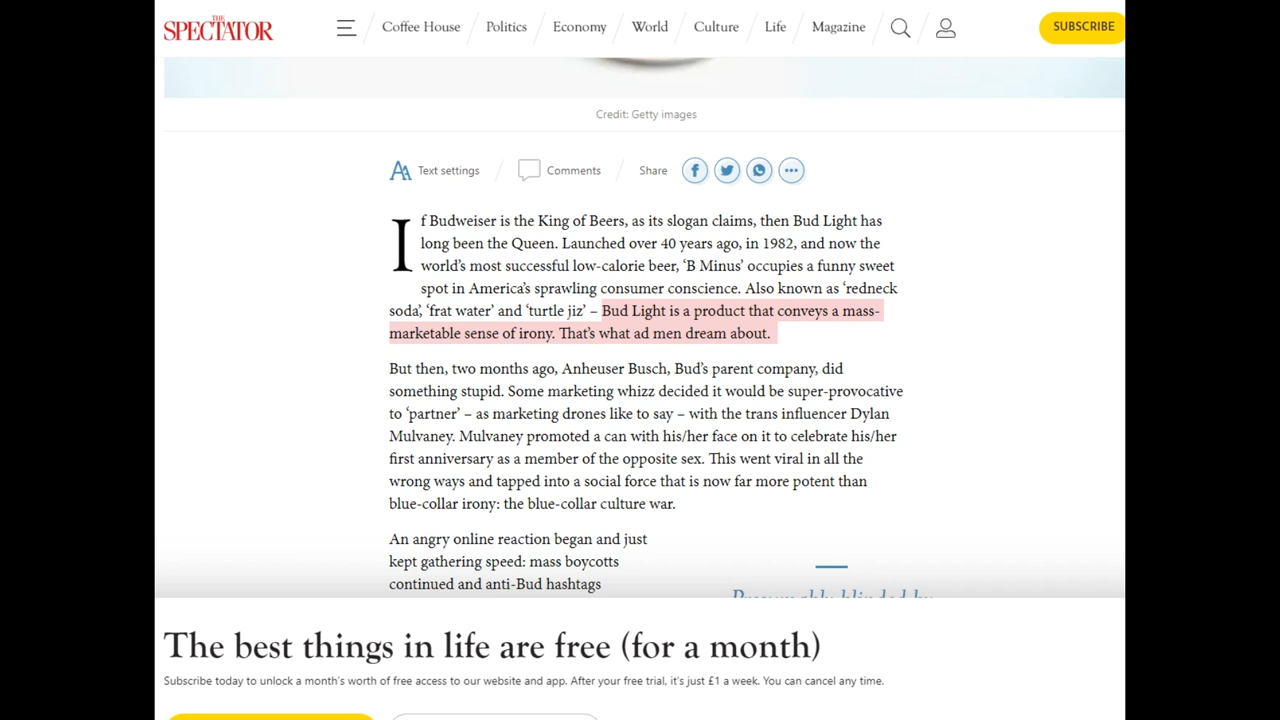 THE
SPECTATOR
Coffee House Politics Economy World Culture Life Magazine SUBSCRIBE
Credit: Getty images
Text settings Comments Share
If Budweiser is the King of Beers, as its slogan claims, then Bud Light has
long been the Queen. Launched over 40 years ago, in 1982, and now the
world’s most successful low-calorie beer, ‘B Minus’ occupies a funny sweet
spot in America’s sprawling consumer conscience. Also known as ‘redneck
soda’, ‘frat water’ and ‘turtle jiz’ – Bud Light is a product that conveys a mass-
marketable sense of irony. That’s what ad men dream about.
But then, two months ago, Anheuser Busch, Bud’s parent company, did
something stupid. Some marketing whizz decided it would be super-provocative
to ‘partner’ – as marketing drones like to say – with the trans influencer Dylan
Mulvaney. Mulvaney promoted a can with his/her face on it to celebrate his/her
first anniversary as a member of the opposite sex. This went viral in all the
wrong ways and tapped into a social force that is now far more potent than
blue-collar irony: the blue-collar culture war.
An angry online reaction began and just
kept gathering speed: mass boycotts
continued and anti-Bud hashtags
The best things in life are free (for a month)
Subscribe today to unlock a month’s worth of free access to our website and app. After your free trial, it’s just £1 a week. You can cancel any time.